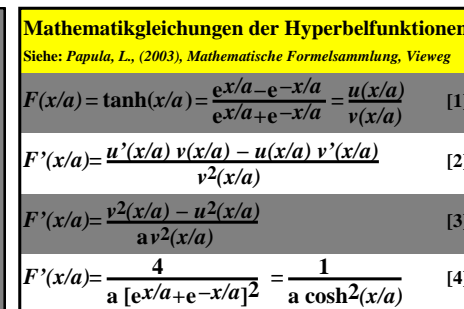 Mathematikgleichungen der Hyperbelfunktionen
Siehe: Papula, L., (2003), Mathematische Formelsammlung, Vieweg
F(x/a) = tanh(x/a) = (e^x/a – e^–x/a) / (e^x/a + e^–x/a) = u(x/a) / v(x/a) [1]
F’(x/a) = (u’(x/a) v(x/a) – u(x/a) v’(x/a)) / v²(x/a) [2]
F’(x/a) = (v²(x/a) – u²(x/a)) / a v²(x/a) [3]
F’(x/a) = 4 / a [e^x/a + e^–x/a]² = 1 / a cosh²(x/a) [4]